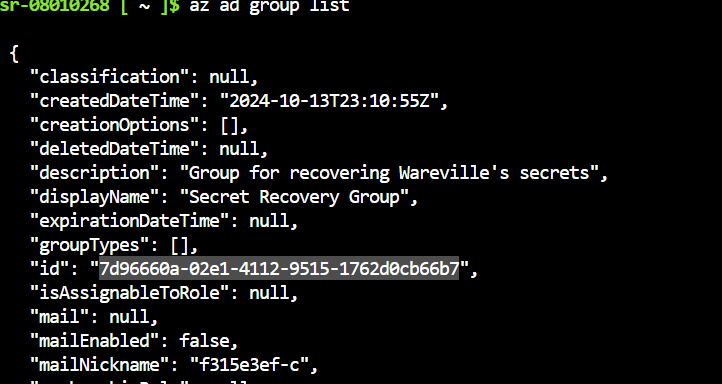 sr-08010268 [ ~ ]$ az ad group list
{
"classification": null,
"createdDateTime": "2024-10-13T23:10:55Z",
"creationOptions": [],
"deletedDateTime": null,
"description": "Group for recovering Wareville's secrets",
"displayName": "Secret Recovery Group",
"expirationDateTime": null,
"groupTypes": [],
"id": "7d96660a-02e1-4112-9515-1762d0cb66b7",
"isAssignableToRole": null,
"mail": null,
"mailEnabled": false,
"mailNickname": "f315e3ef-c",